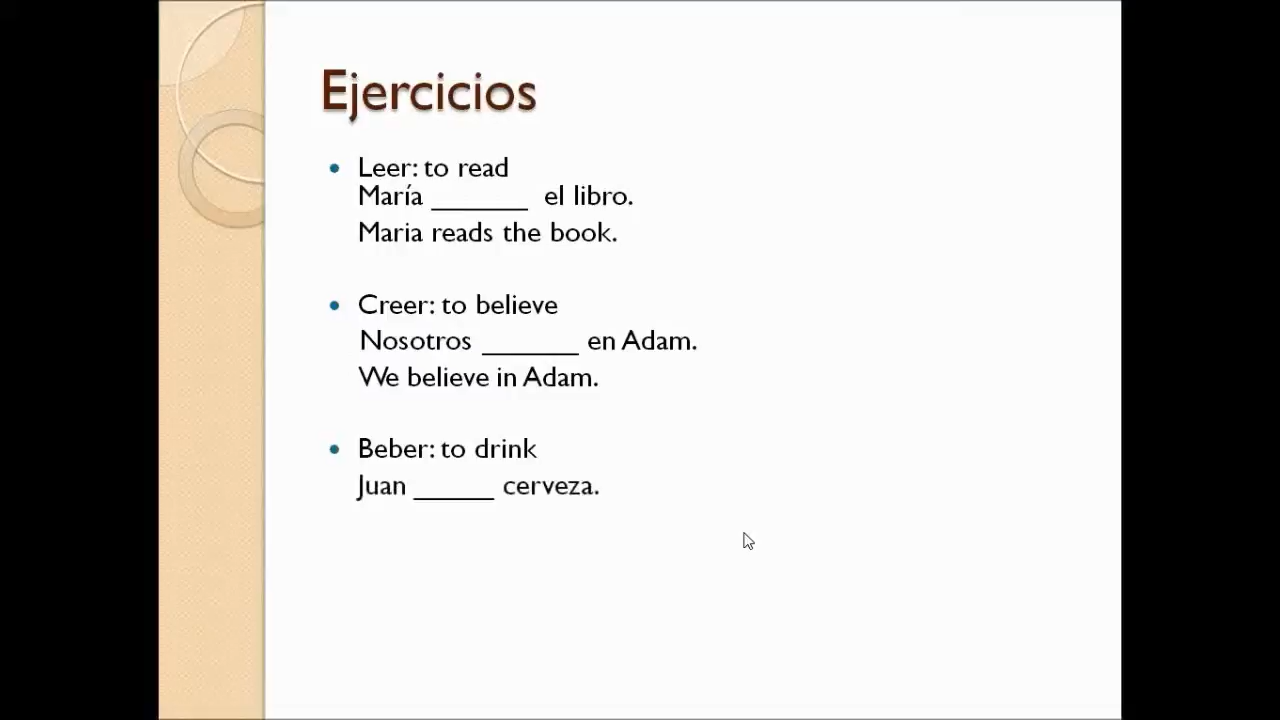 Ejercicios
• Leer: to read
María _______ el libro.
Maria reads the book.
• Creer: to believe
Nosotros _______ en Adam.
We believe in Adam.
• Beber: to drink
Juan ______ cerveza.